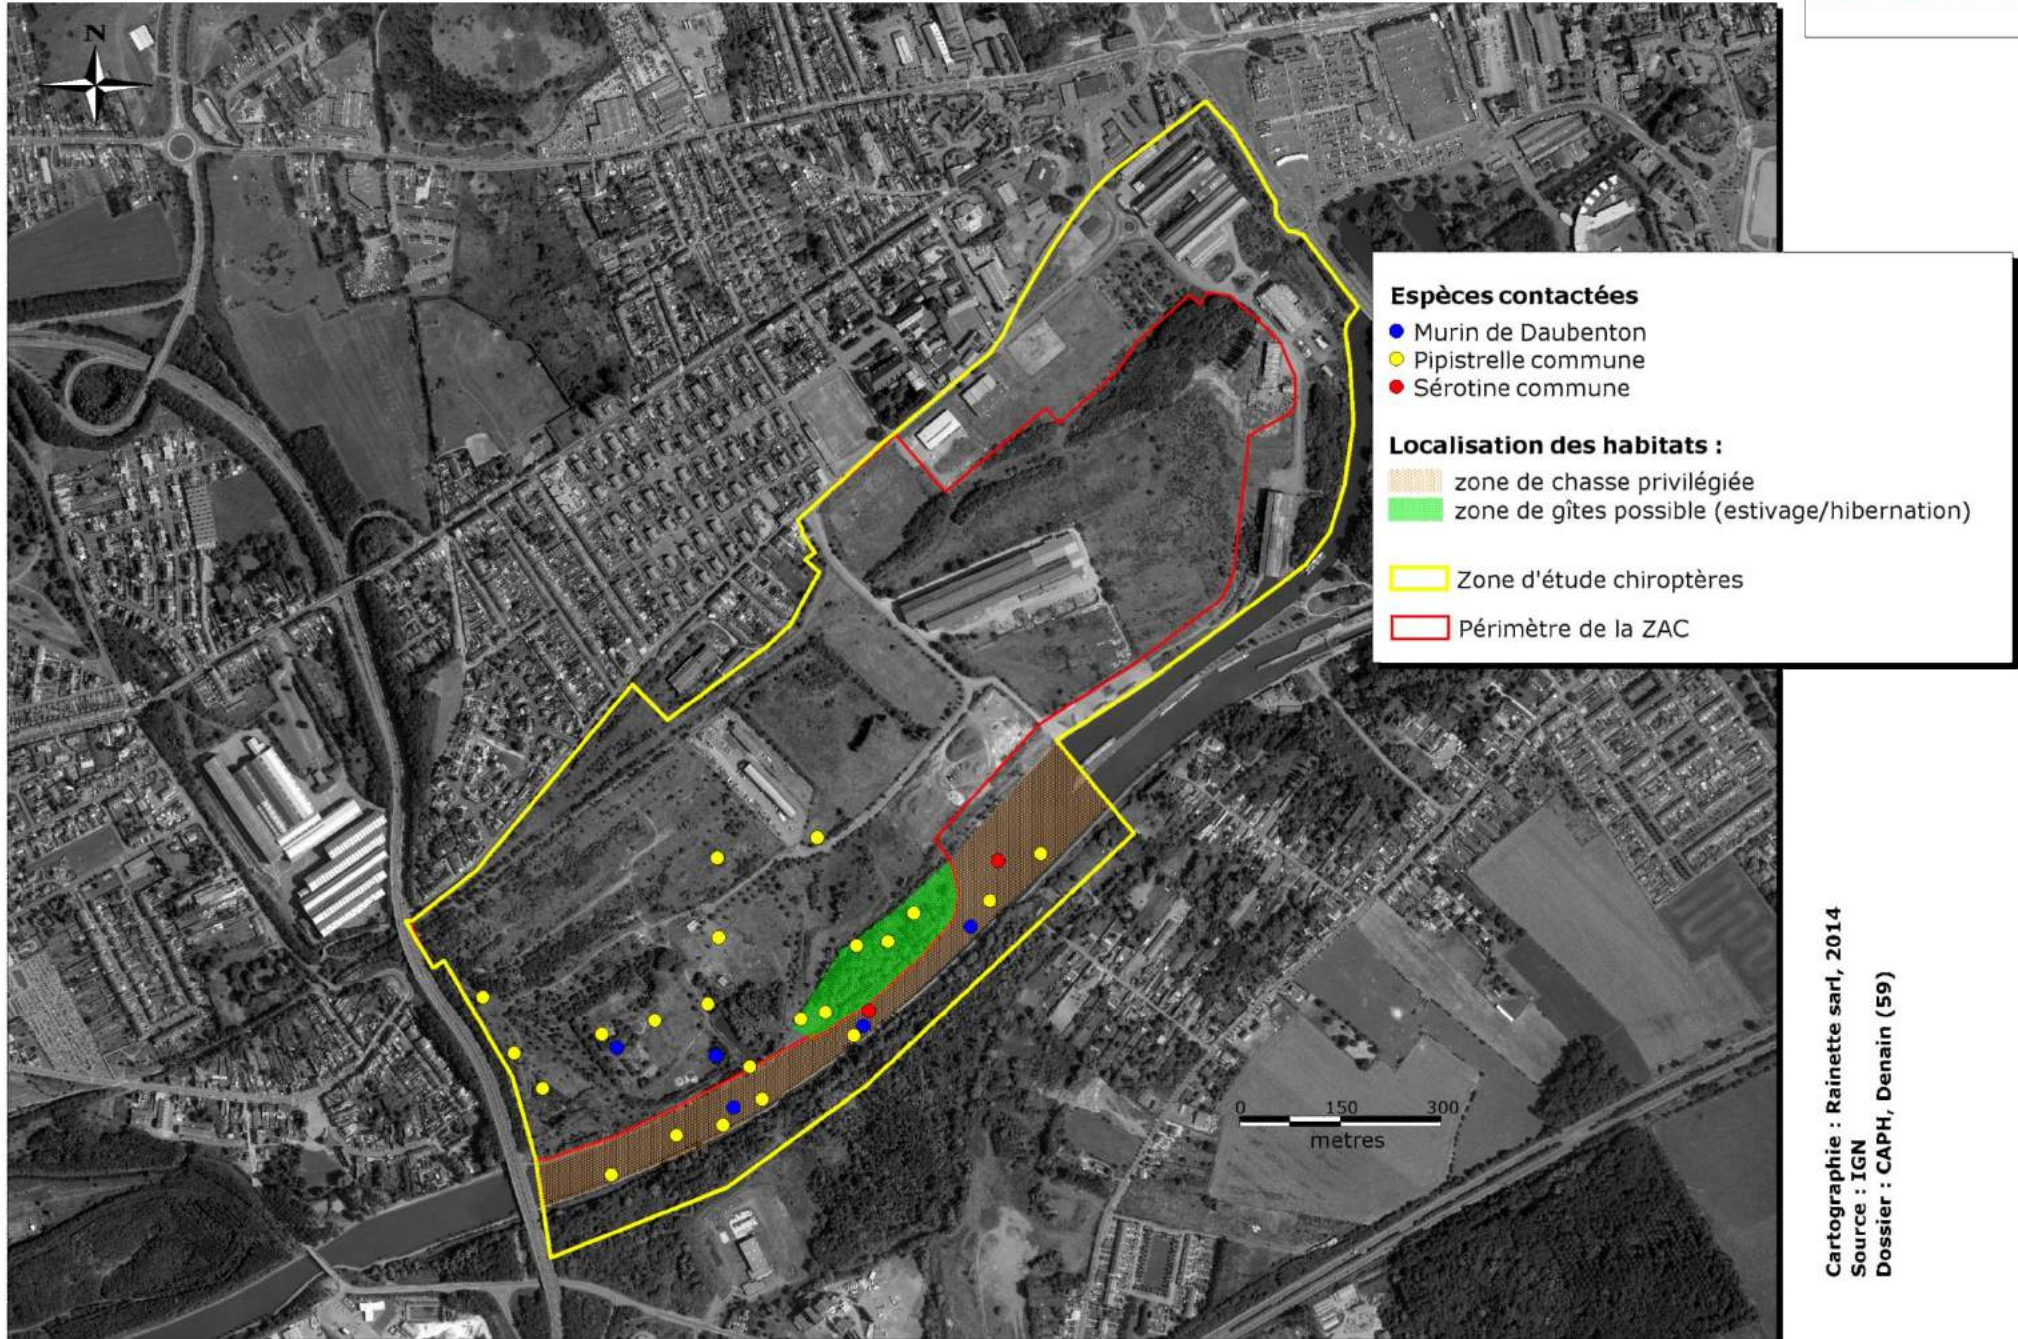 N
Espèces contactées
Murin de Daubenton
Pipistrelle commune
Sérotine commune
Localisation des habitats :
zone de chasse privilégiée
zone de gîtes possible (estivage/hibernation)
Zone d'étude chiroptères
Périmètre de la ZAC
0 150 300
metres
Cartographie : Rainette sarl, 2014
Source : IGN
Dossier : CAPH, Denain (59)